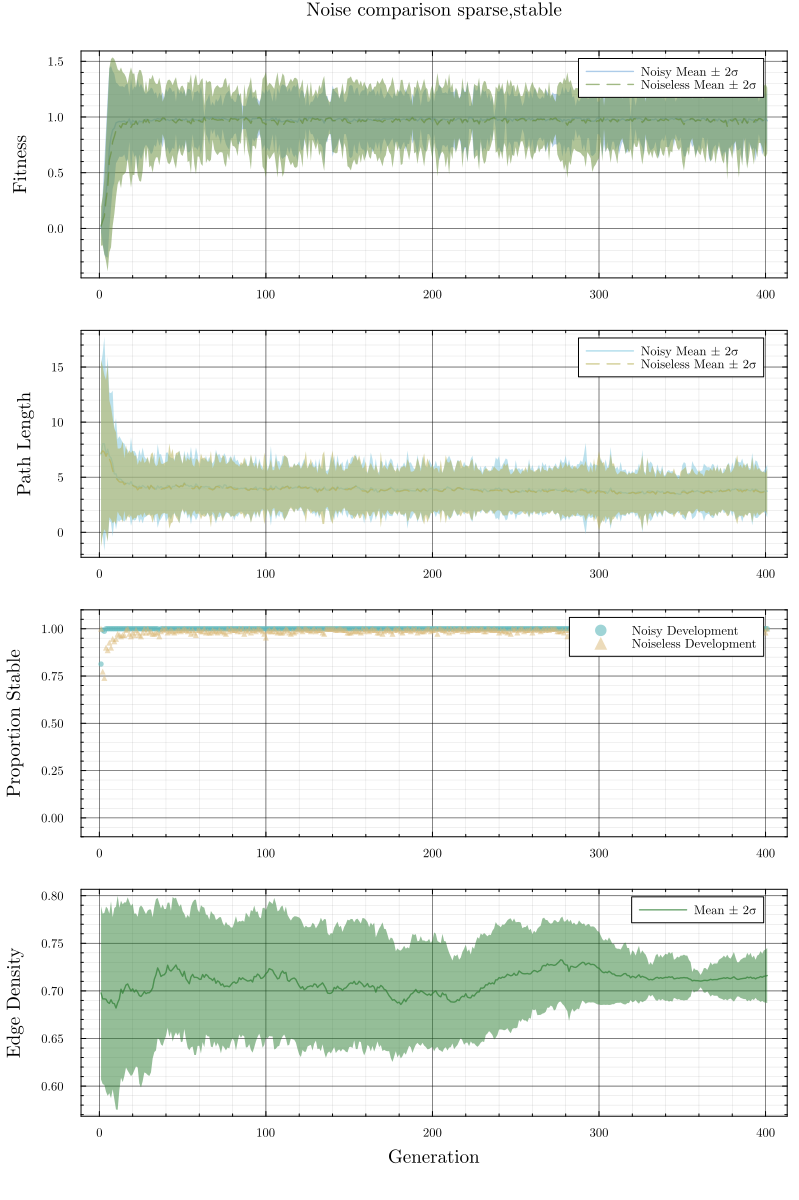 Noise comparison sparse,stable
1.5
1.0
0.5
0.0
Fitness
Noisy Mean ± 2σ
Noiseless Mean ± 2σ
0 100 200 300 400
15
10
5
0
Path Length
Noisy Mean ± 2σ
Noiseless Mean ± 2σ
0 100 200 300 400
1.00
0.75
0.50
0.25
0.00
Proportion Stable
Noisy Development
Noiseless Development
0 100 200 300 400
0.80
0.75
0.70
0.65
0.60
Edge Density
Mean ± 2σ
0 100 200 300 400
Generation